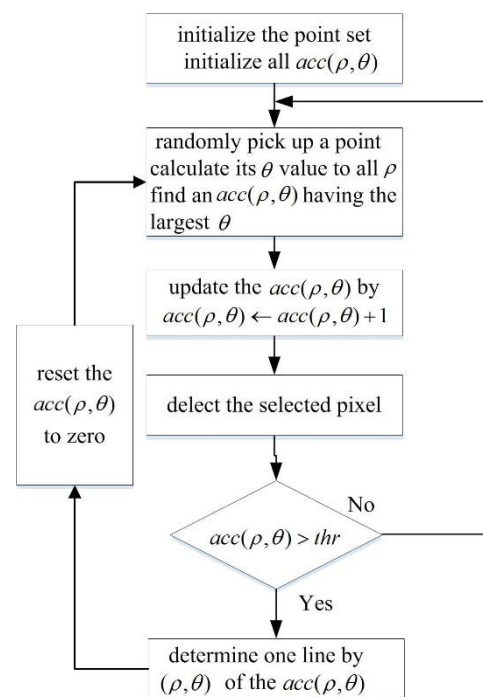 initialize the point set
initialize all acc(ρ,θ)
randomly pick up a point
calculate its θ value to all ρ
find an acc(ρ,θ) having the
largest θ
update the acc(ρ,θ) by
acc(ρ,θ) ← acc(ρ,θ)+1
reset the
acc(ρ,θ)
to zero
delect the selected pixel
No
acc(ρ,θ) > thr
Yes
determine one line by
(ρ,θ) of the acc(ρ,θ)